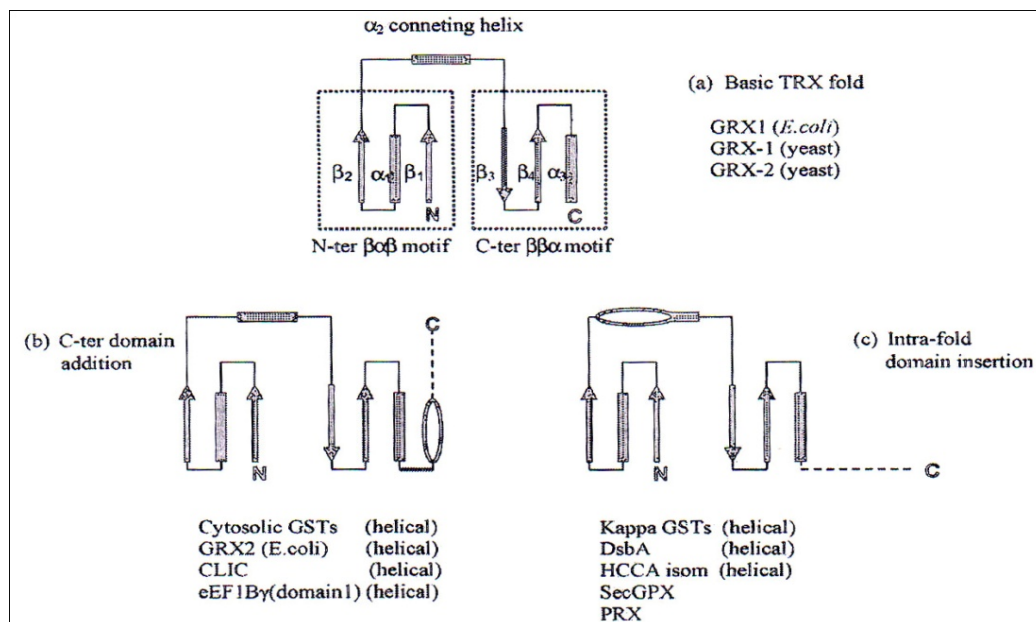 α₂ conneting helix
(a) Basic TRX fold
GRX1 (E.coli)
GRX-1 (yeast)
GRX-2 (yeast)
β₂ α₁ β₁ β₃ β₄ α₃
N C
N-ter βαβ motif C-ter ββα motif
(b) C-ter domain
addition
C
N
(c) Intra-fold
domain insertion
N
C
Cytosolic GSTs (helical)
GRX2 (E.coli) (helical)
CLIC (helical)
eEF1Bγ(domain1) (helical)
Kappa GSTs (helical)
DsbA (helical)
HCCA isom (helical)
SecGPX
PRX